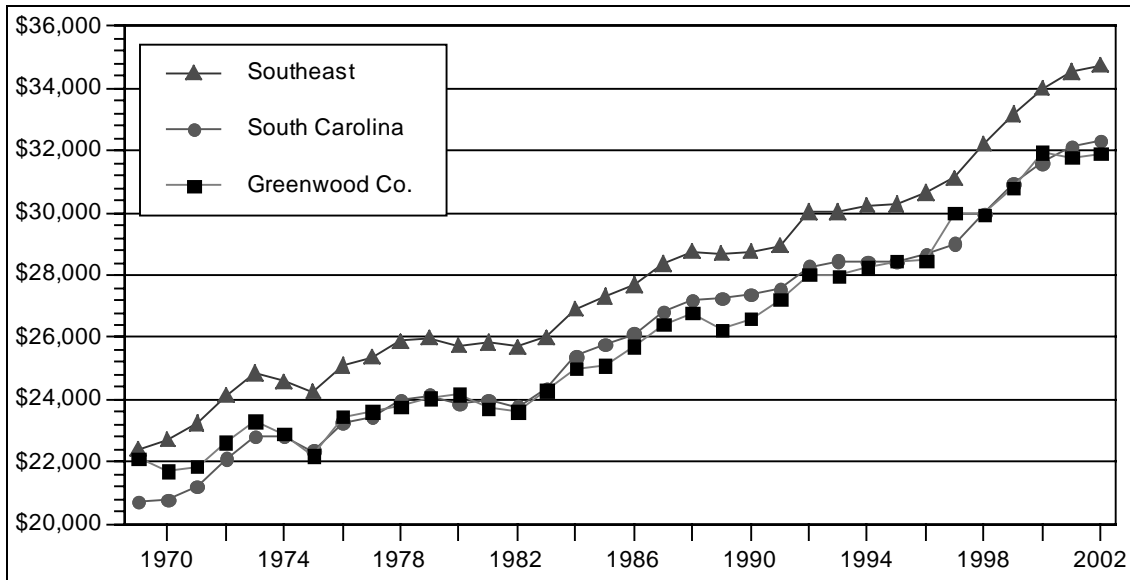 $36,000
$34,000
$32,000
$30,000
$28,000
$26,000
$24,000
$22,000
$20,000
Southeast
South Carolina
Greenwood Co.
1970 1974 1978 1982 1986 1990 1994 1998 2002